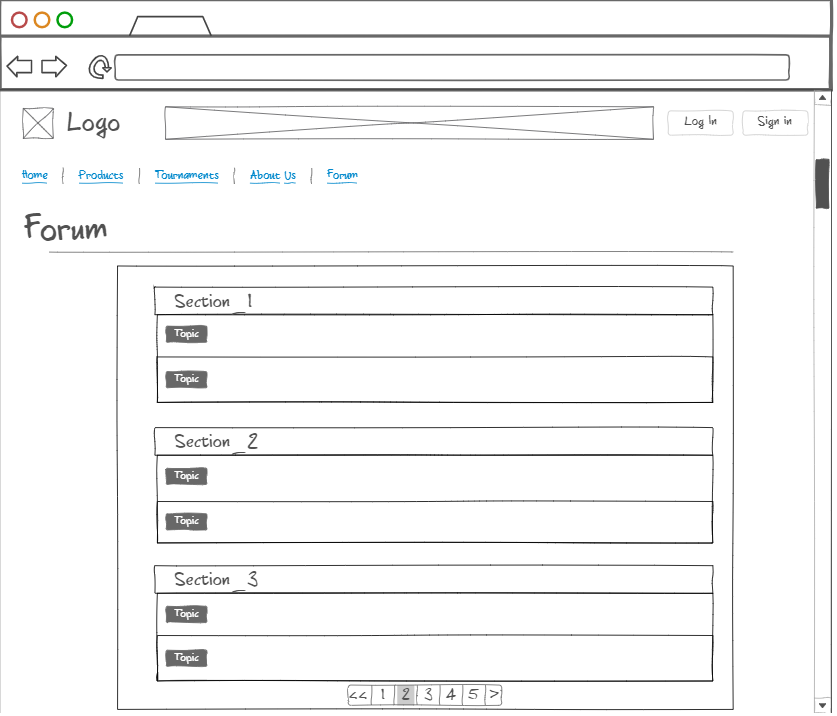 Logo
Log In
Sign in
Home | Products | Tournaments | About Us | Forum
Forum
Section_1
Topic
Topic
Section_2
Topic
Topic
Section_3
Topic
Topic
<< 1 2 3 4 5 >